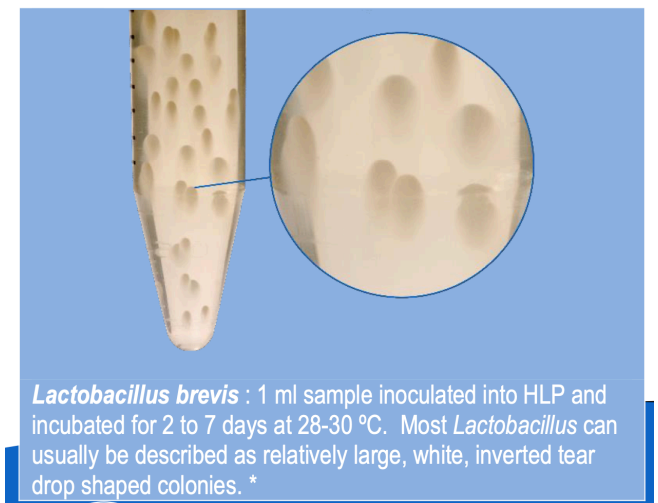 Lactobacillus brevis : 1 ml sample inoculated into HLP and
incubated for 2 to 7 days at 28-30 ºC.  Most Lactobacillus can
usually be described as relatively large, white, inverted tear
drop shaped colonies. *